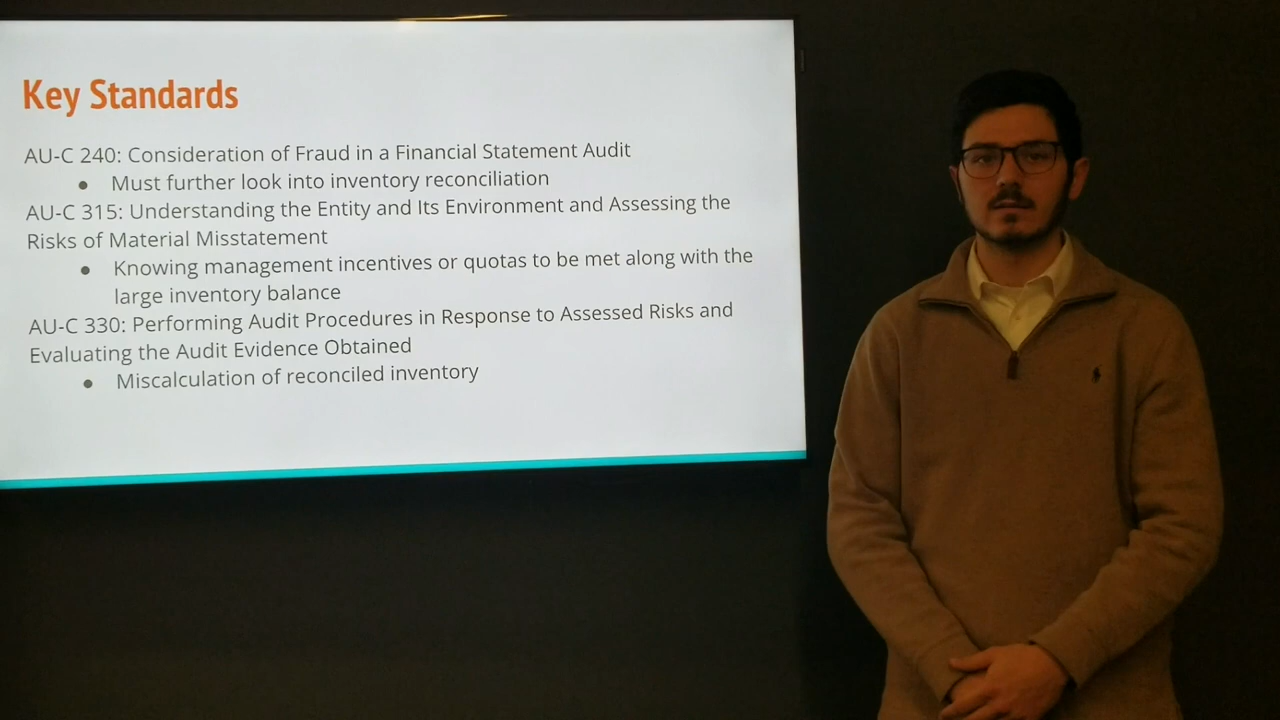 Key Standards
AU-C 240: Consideration of Fraud in a Financial Statement Audit
● Must further look into inventory reconciliation
AU-C 315: Understanding the Entity and Its Environment and Assessing the
Risks of Material Misstatement
● Knowing management incentives or quotas to be met along with the
large inventory balance
AU-C 330: Performing Audit Procedures in Response to Assessed Risks and
Evaluating the Audit Evidence Obtained
● Miscalculation of reconciled inventory